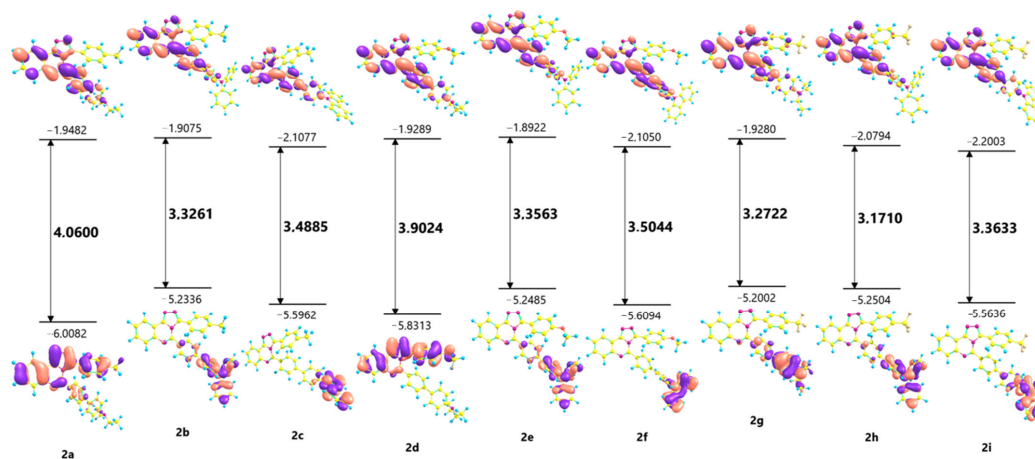 −1.9482 −1.9075 −2.1077 −1.9289 −1.8922 −2.1050 −1.9280 −2.0794 −2.2003
4.0600 3.3261 3.4885 3.9024 3.3563 3.5044 3.2722 3.1710 3.3633
−6.0082 −5.2336 −5.5962 −5.8313 −5.2485 −5.6094 −5.2002 −5.2504 −5.5636
2a 2b 2c 2d 2e 2f 2g 2h 2i